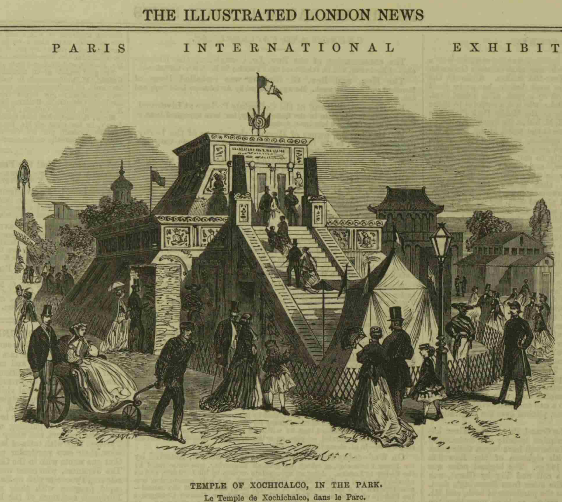 THE ILLUSTRATED LONDON NEWS
PARIS INTERNATIONAL EXHIBIT
TEMPLE OF XOCHICALCO, IN THE PARK.
Le Temple de Xochichalco, dans le Parc.